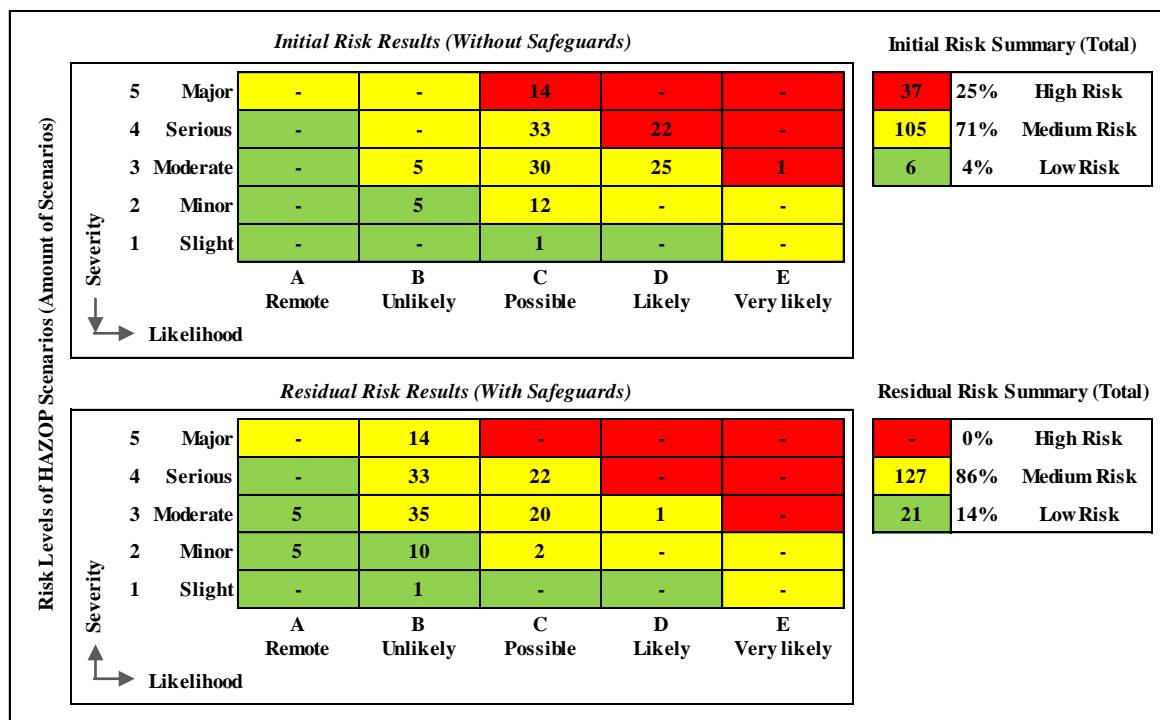 Risk Levels of HAZOP Scenarios (Amount of Scenarios)
Initial Risk Results (Without Safeguards)
Initial Risk Summary (Total)
5 Major - - 14 - -
4 Serious - - 33 22 -
3 Moderate - 5 30 25 1
2 Minor - 5 12 - -
1 Slight - - 1 - -
A B C D E
Remote Unlikely Possible Likely Very likely
Severity
Likelihood
37 25% High Risk
105 71% Medium Risk
6 4% Low Risk
Residual Risk Results (With Safeguards)
Residual Risk Summary (Total)
5 Major - 14 - - -
4 Serious - 33 22 - -
3 Moderate 5 35 20 1 -
2 Minor 5 10 2 - -
1 Slight - 1 - - -
A B C D E
Remote Unlikely Possible Likely Very likely
Severity
Likelihood
- 0% High Risk
127 86% Medium Risk
21 14% Low Risk